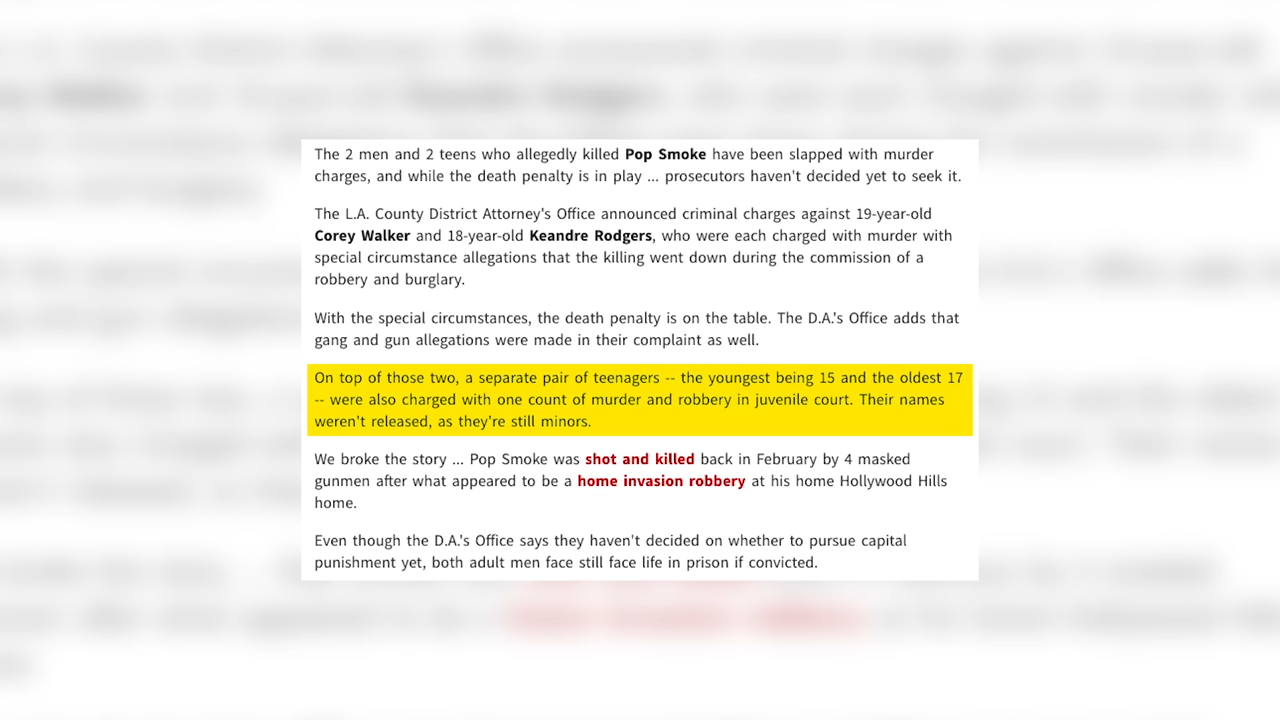 The 2 men and 2 teens who allegedly killed Pop Smoke have been slapped with murder
charges, and while the death penalty is in play ... prosecutors haven't decided yet to seek it.
The L.A. County District Attorney's Office announced criminal charges against 19-year-old
Corey Walker and 18-year-old Keandre Rodgers, who were each charged with murder with
special circumstance allegations that the killing went down during the commission of a
robbery and burglary.
With the special circumstances, the death penalty is on the table. The D.A.'s Office adds that
gang and gun allegations were made in their complaint as well.
On top of those two, a separate pair of teenagers -- the youngest being 15 and the oldest 17
-- were also charged with one count of murder and robbery in juvenile court. Their names
weren't released, as they're still minors.
We broke the story ... Pop Smoke was shot and killed back in February by 4 masked
gunmen after what appeared to be a home invasion robbery at his home Hollywood Hills
home.
Even though the D.A.'s Office says they haven't decided on whether to pursue capital
punishment yet, both adult men face still face life in prison if convicted.